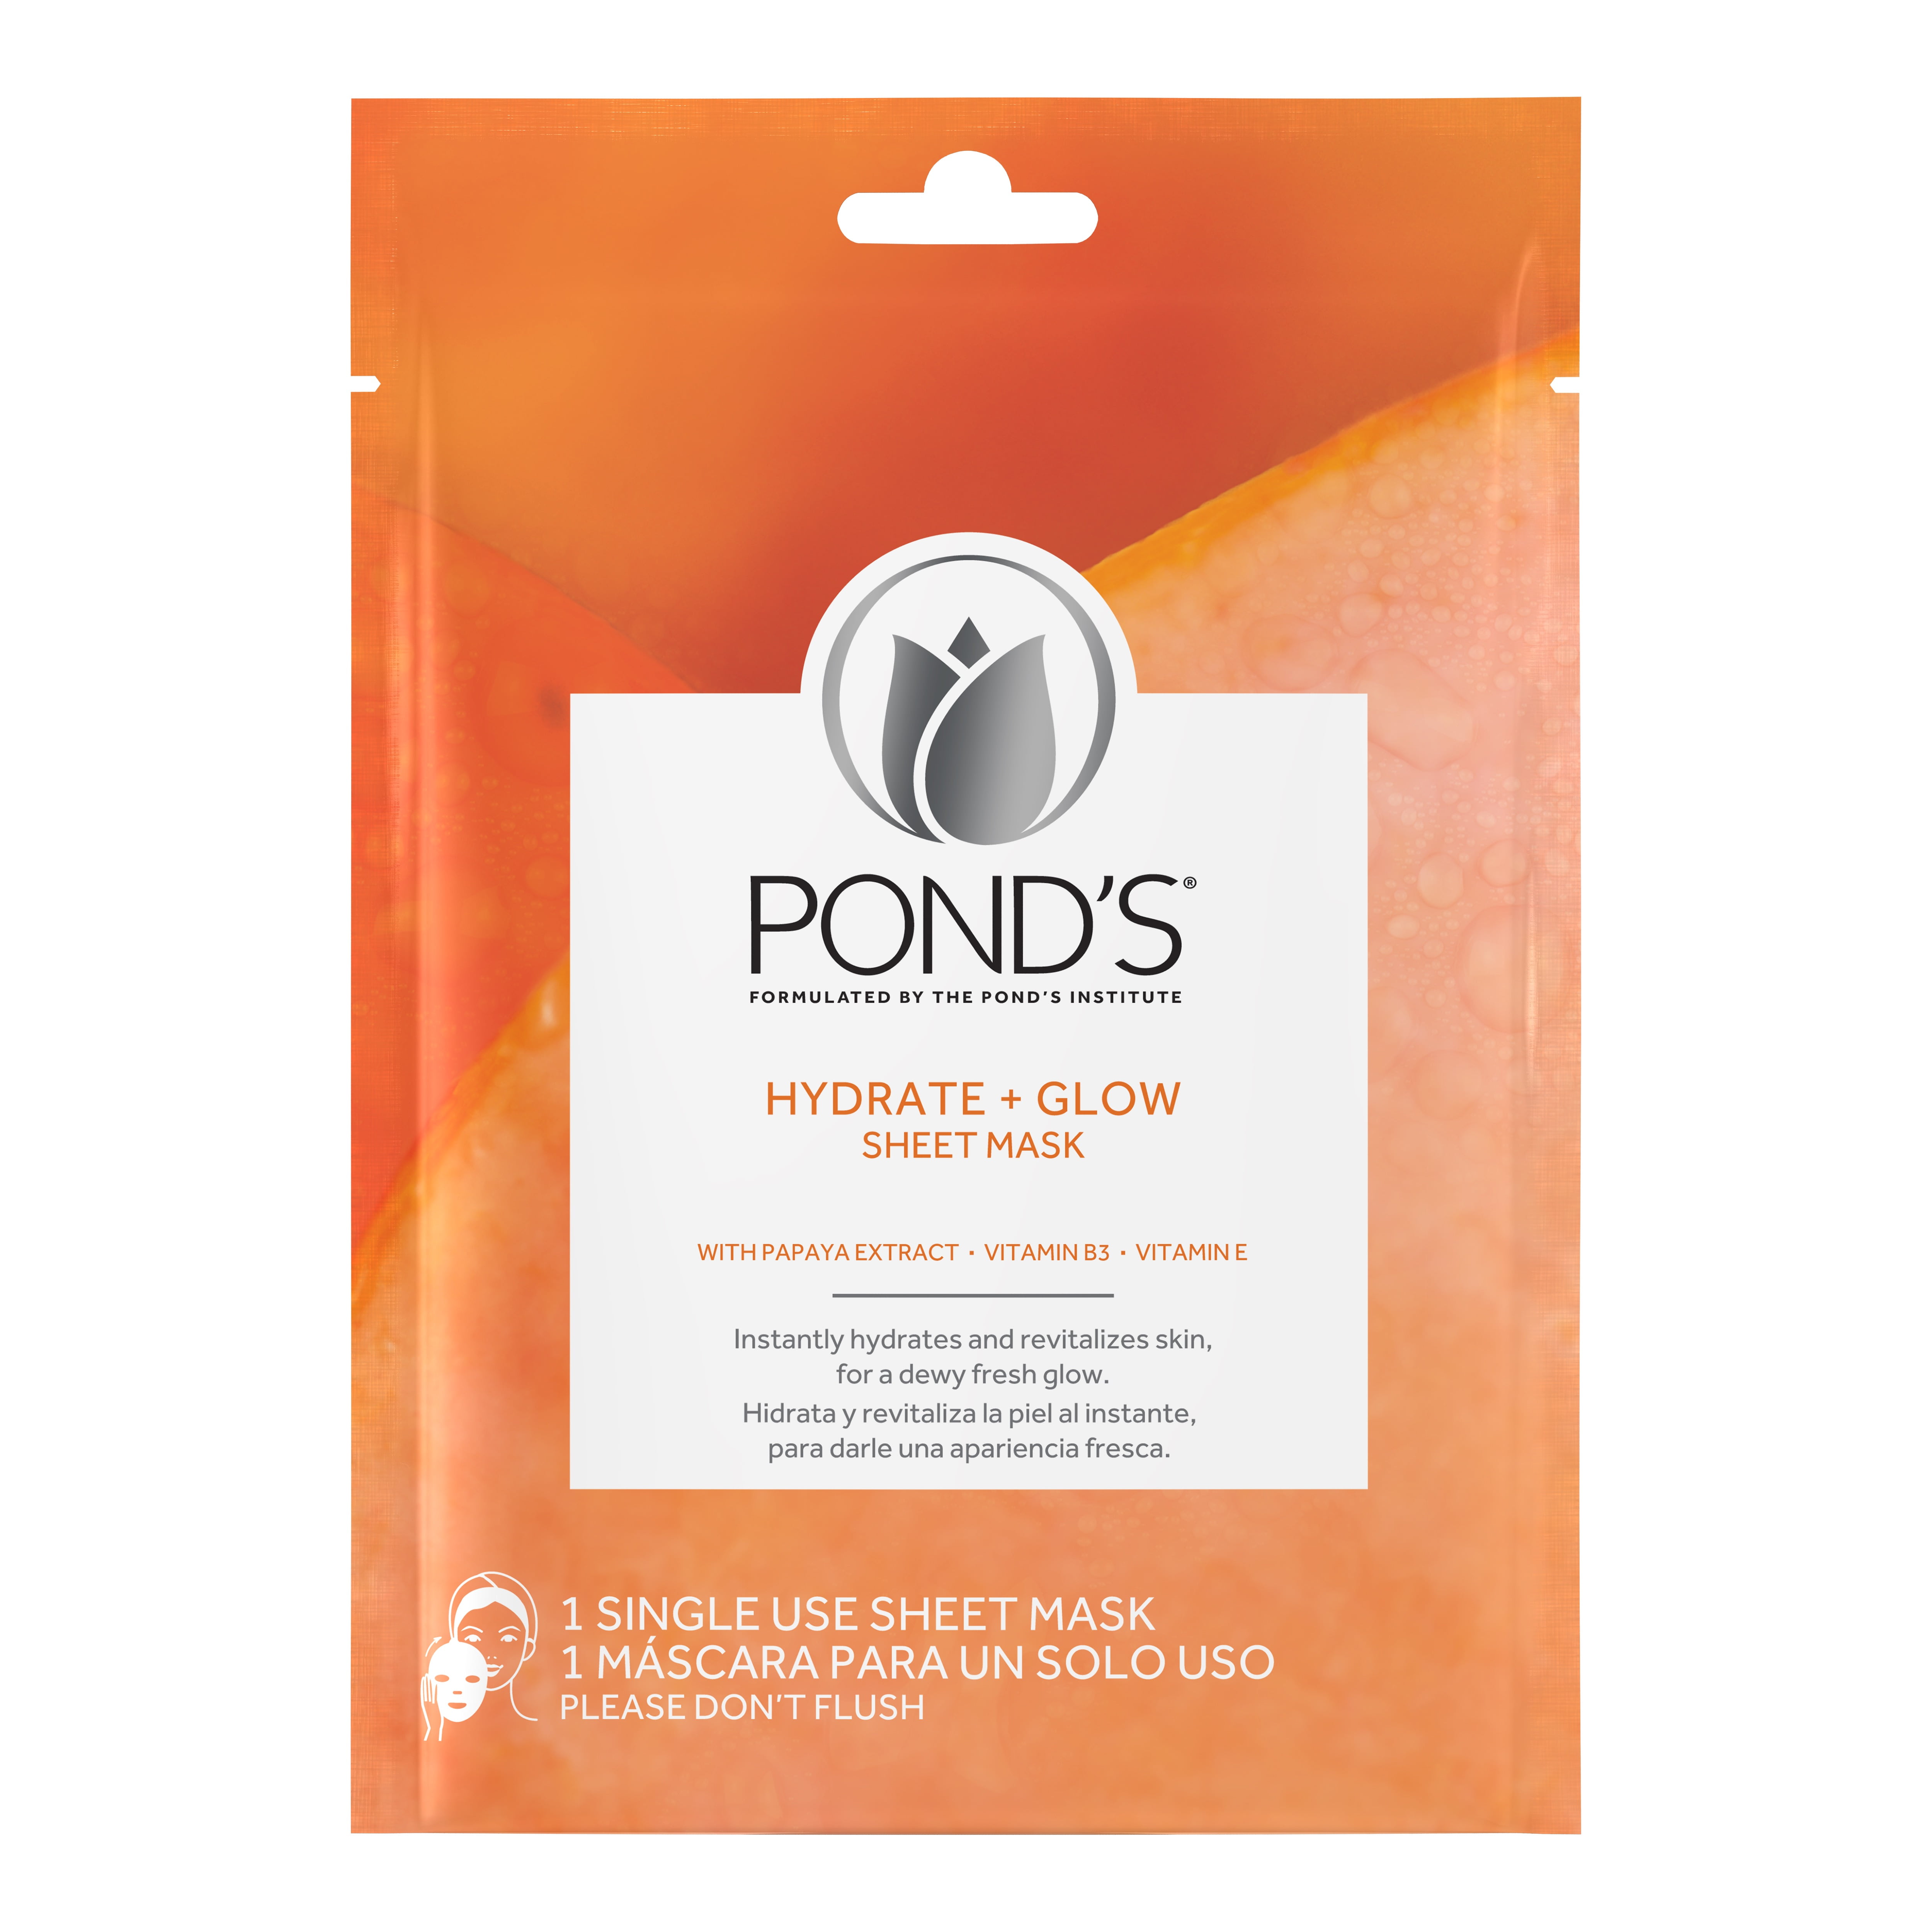 POND'S®
FORMULATED BY THE POND'S INSTITUTE
HYDRATE + GLOW
SHEET MASK
WITH PAPAYA EXTRACT · VITAMIN B3 · VITAMIN E
Instantly hydrates and revitalizes skin,
for a dewy fresh glow.
Hidrata y revitaliza la piel al instante,
para darle una apariencia fresca.
1 SINGLE USE SHEET MASK
1 MÁSCARA PARA UN SOLO USO
PLEASE DON'T FLUSH